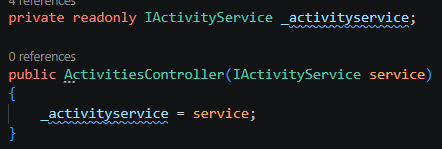 4 references
private readonly IActivityService _activityservice;
0 references
public ActivitiesController(IActivityService service)
{
_activityservice = service;
}